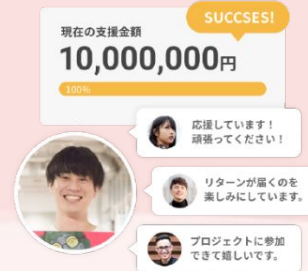 SUCCSES!
現在の支援金額
10,000,000円
100%
応援しています！
頑張ってください！
リターンが届くのを
楽しみにしています。
プロジェクトに参加
できて嬉しいです。